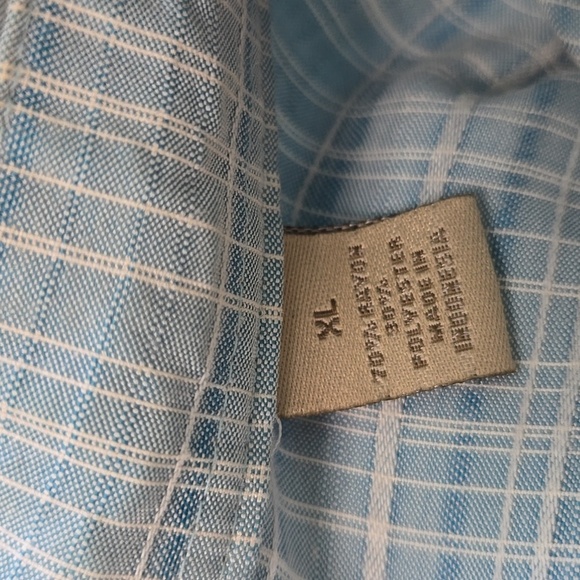 XL
70% RAYON
30%
POLYESTER
MADE IN
INDONESIA